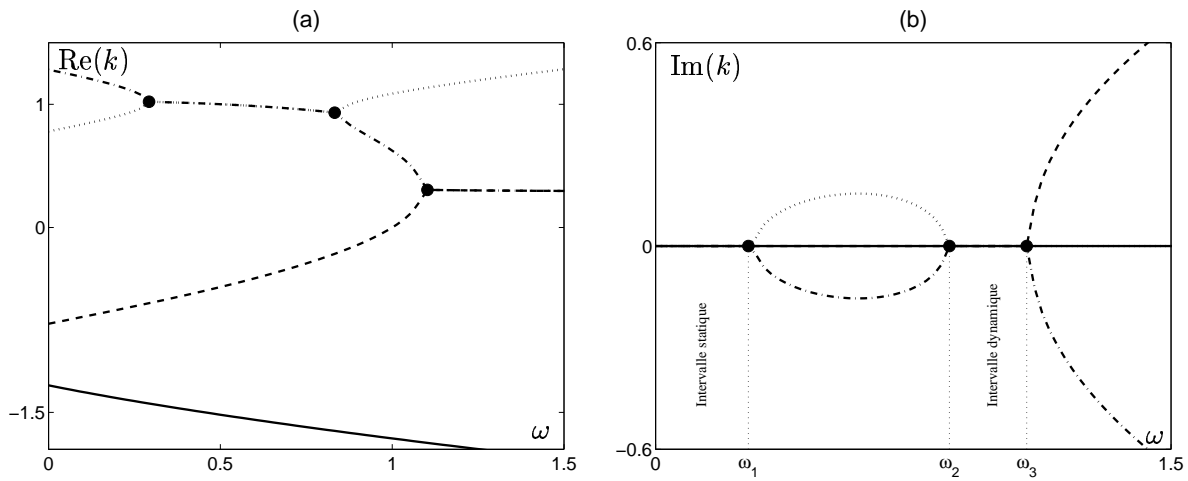 (a)
Re(k)
1
0
−1.5
ω
0
0.5
1
1.5
(b)
0.6
Im(k)
0
Intervalle statique
Intervalle dynamique
−0.6
ω
0
ω1
ω2
ω3
1.5